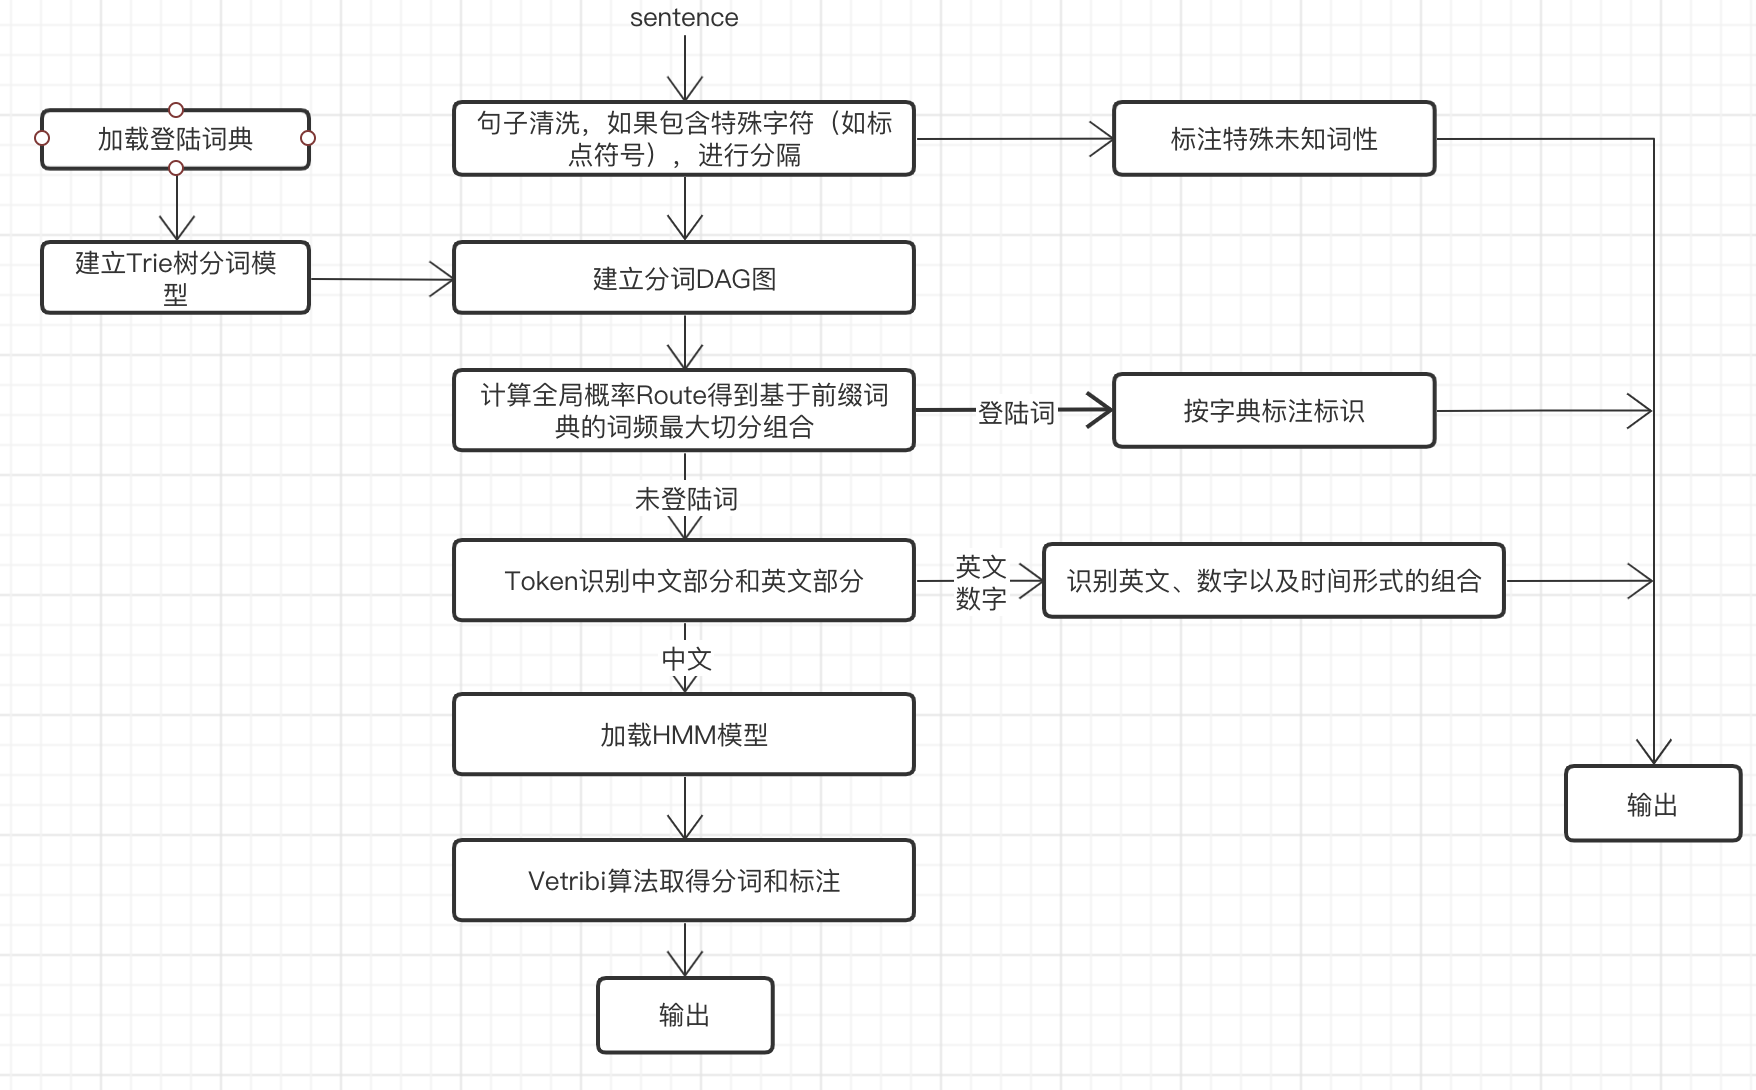 sentence
加载登陆词典
句子清洗，如果包含特殊字符（如标
点符号），进行分隔
标注特殊未知词性
建立Trie树分词模
型
建立分词DAG图
计算全局概率Route得到基于前缀词
典的词频最大切分组合
登陆词
按字典标注标识
未登陆词
Token识别中文部分和英文部分
英文
数字
识别英文、数字以及时间形式的组合
中文
加载HMM模型
输出
Vetribi算法取得分词和标注
输出